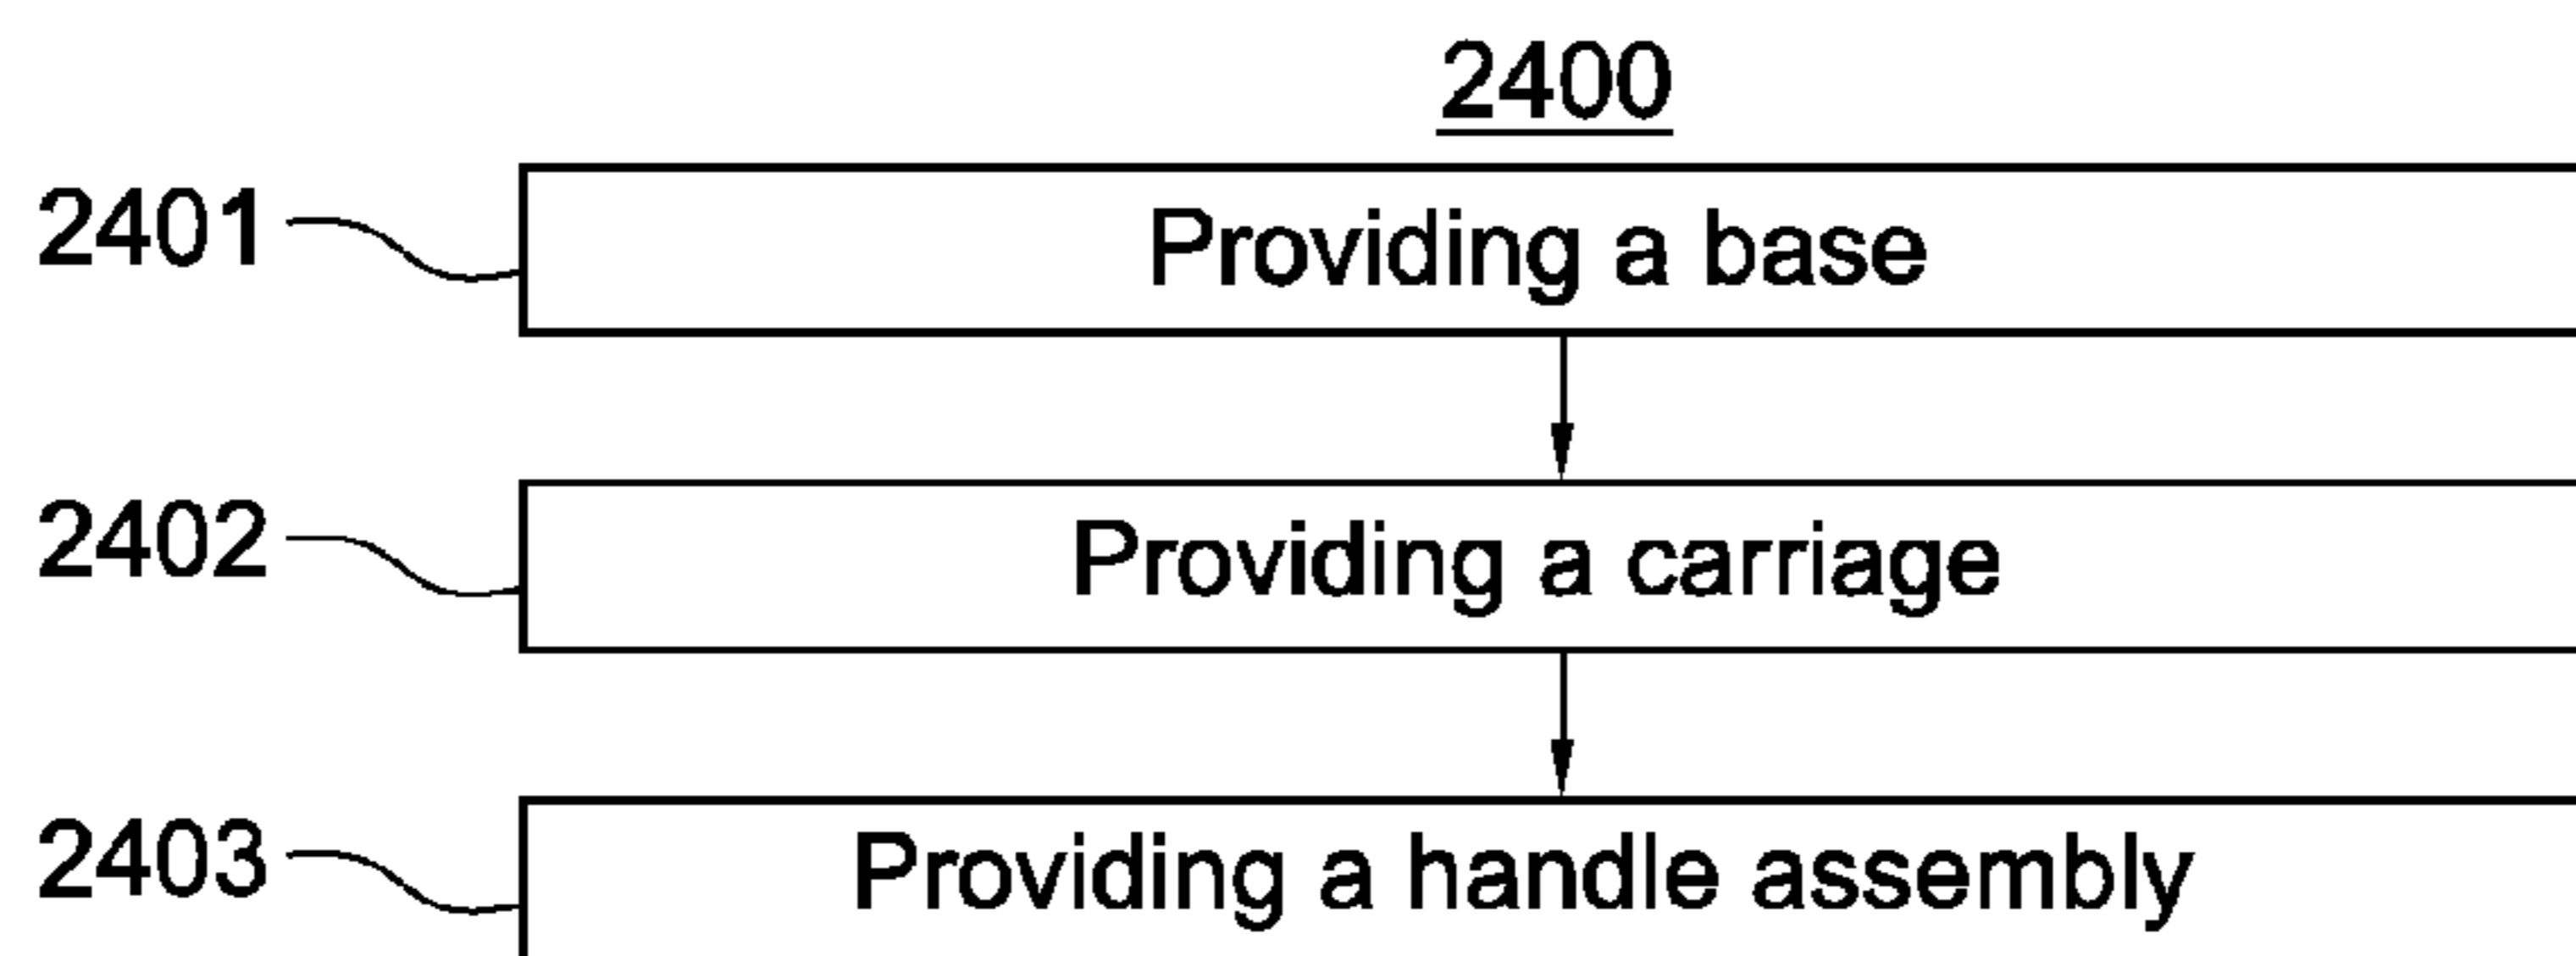 2400
2401 Providing a base
2402 Providing a carriage
2403 Providing a handle assembly